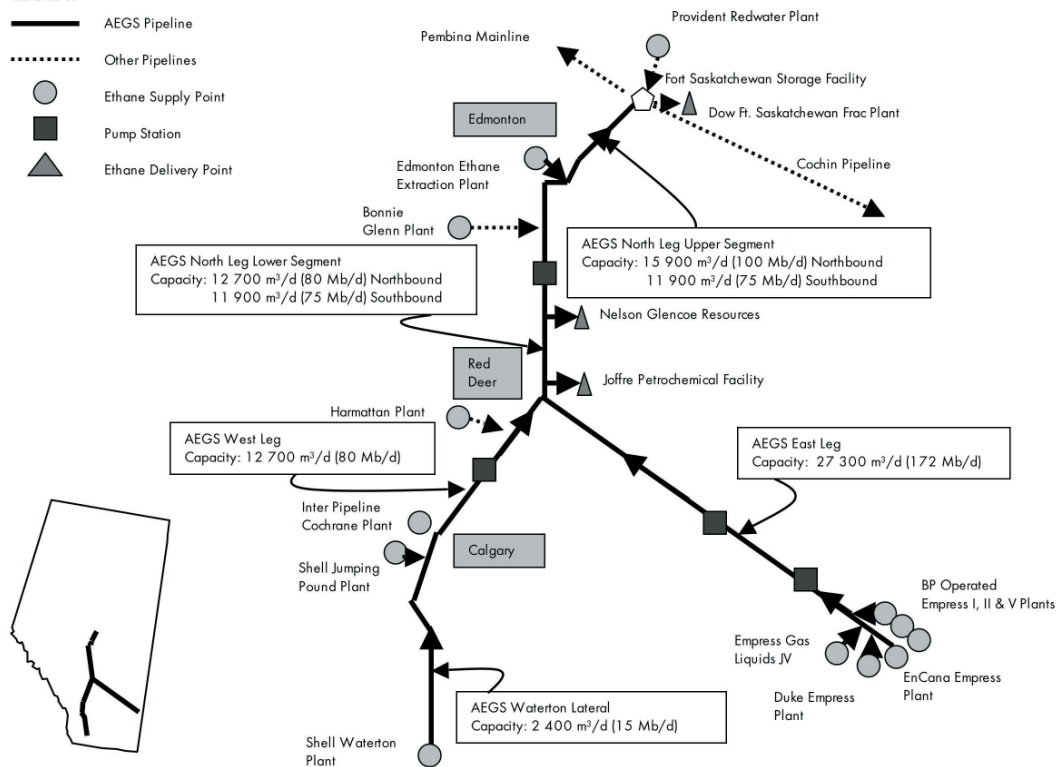 AEGS Pipeline
Other Pipelines
Ethane Supply Point
Pump Station
Ethane Delivery Point
Provident Redwater Plant
Pembina Mainline
Fort Saskatchewan Storage Facility
Dow Ft. Saskatchewan Frac Plant
Edmonton
Cochin Pipeline
Edmonton Ethane
Extraction Plant
Bonnie
Glenn Plant
AEGS North Leg Lower Segment
Capacity: 12 700 m³/d (80 Mb/d) Northbound
11 900 m³/d (75 Mb/d) Southbound
AEGS North Leg Upper Segment
Capacity: 15 900 m³/d (100 Mb/d) Northbound
11 900 m³/d (75 Mb/d) Southbound
Nelson Glencoe Resources
Red
Deer
Joffre Petrochemical Facility
Harmattan Plant
AEGS West Leg
Capacity: 12 700 m³/d (80 Mb/d)
AEGS East Leg
Capacity: 27 300 m³/d (172 Mb/d)
Inter Pipeline
Cochrane Plant
Calgary
Shell Jumping
Pound Plant
BP Operated
Empress I, II & V Plants
Empress Gas
Liquids JV
EnCana Empress
Plant
Duke Empress
Plant
AEGS Waterton Lateral
Capacity: 2 400 m³/d (15 Mb/d)
Shell Waterton
Plant